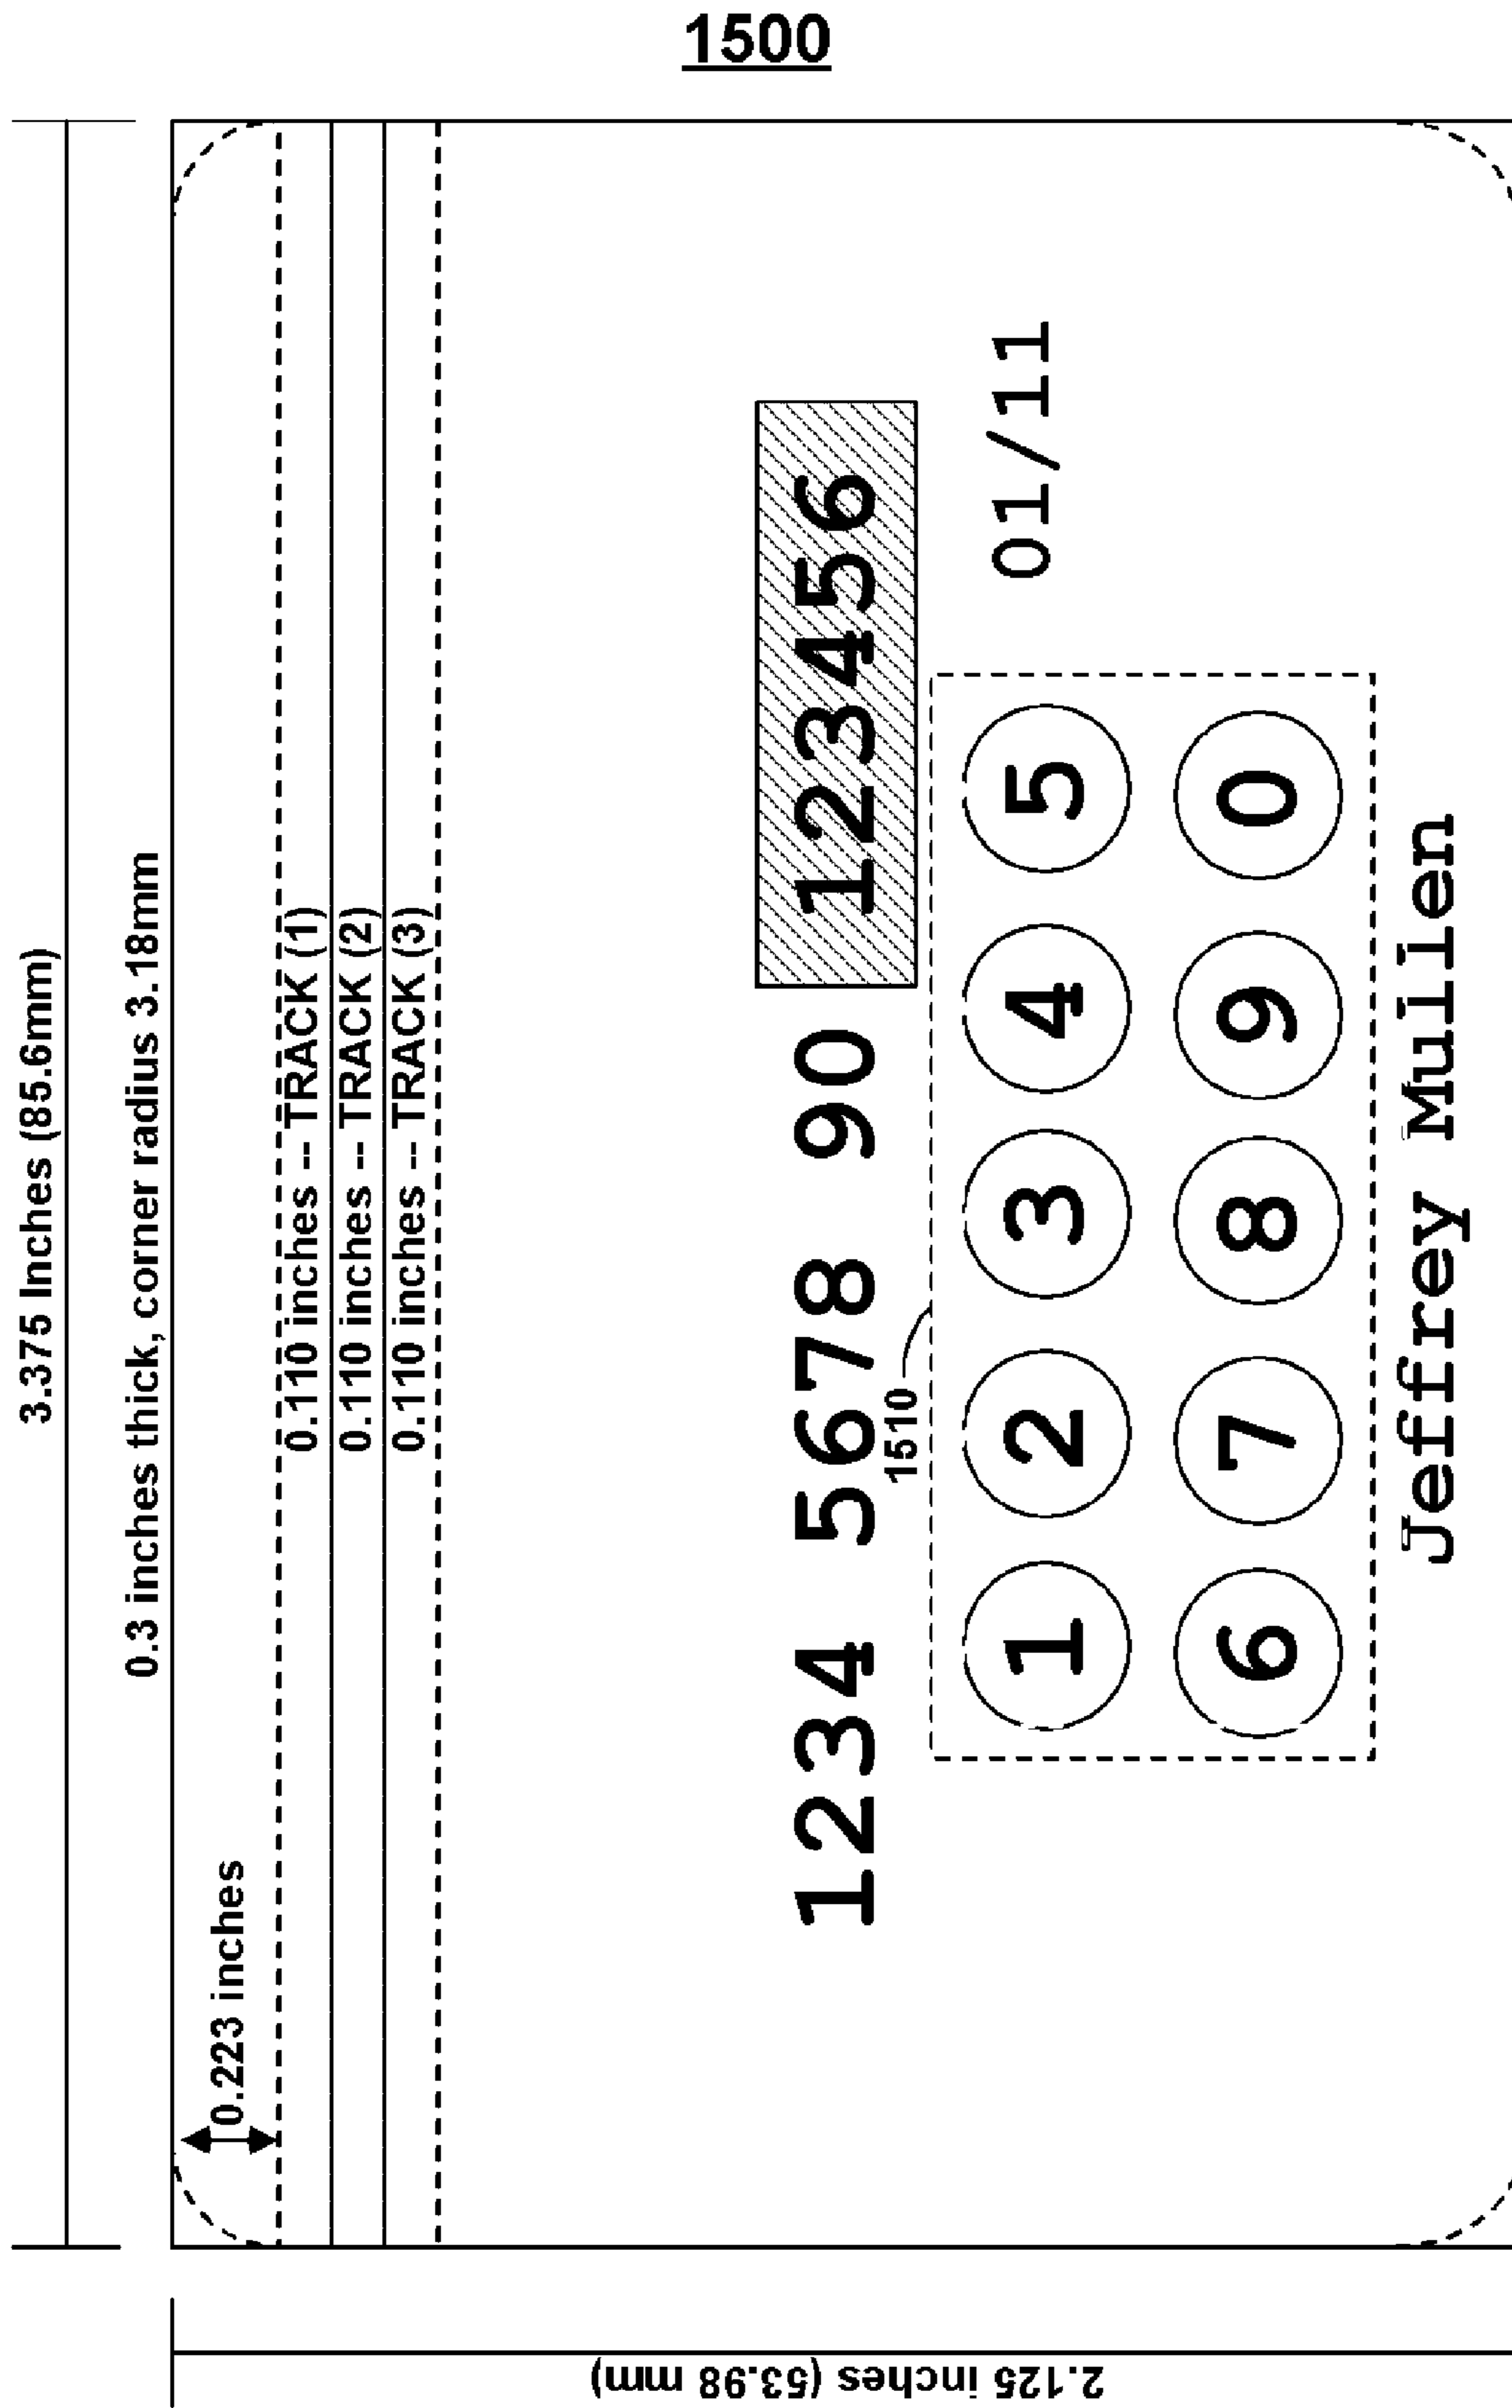 1500
3.375 Inches (85.6mm)
0.3 inches thick, corner radius 3.18mm
0.223 inches
0.110 inches -- TRACK (1)
0.110 inches -- TRACK (2)
0.110 inches -- TRACK (3)
2.125 inches (53.98 mm)
1234 5678 90 123456
1510
01/11
1 2 3 4 5
6 7 8 9 0
Jeffrey Mullen